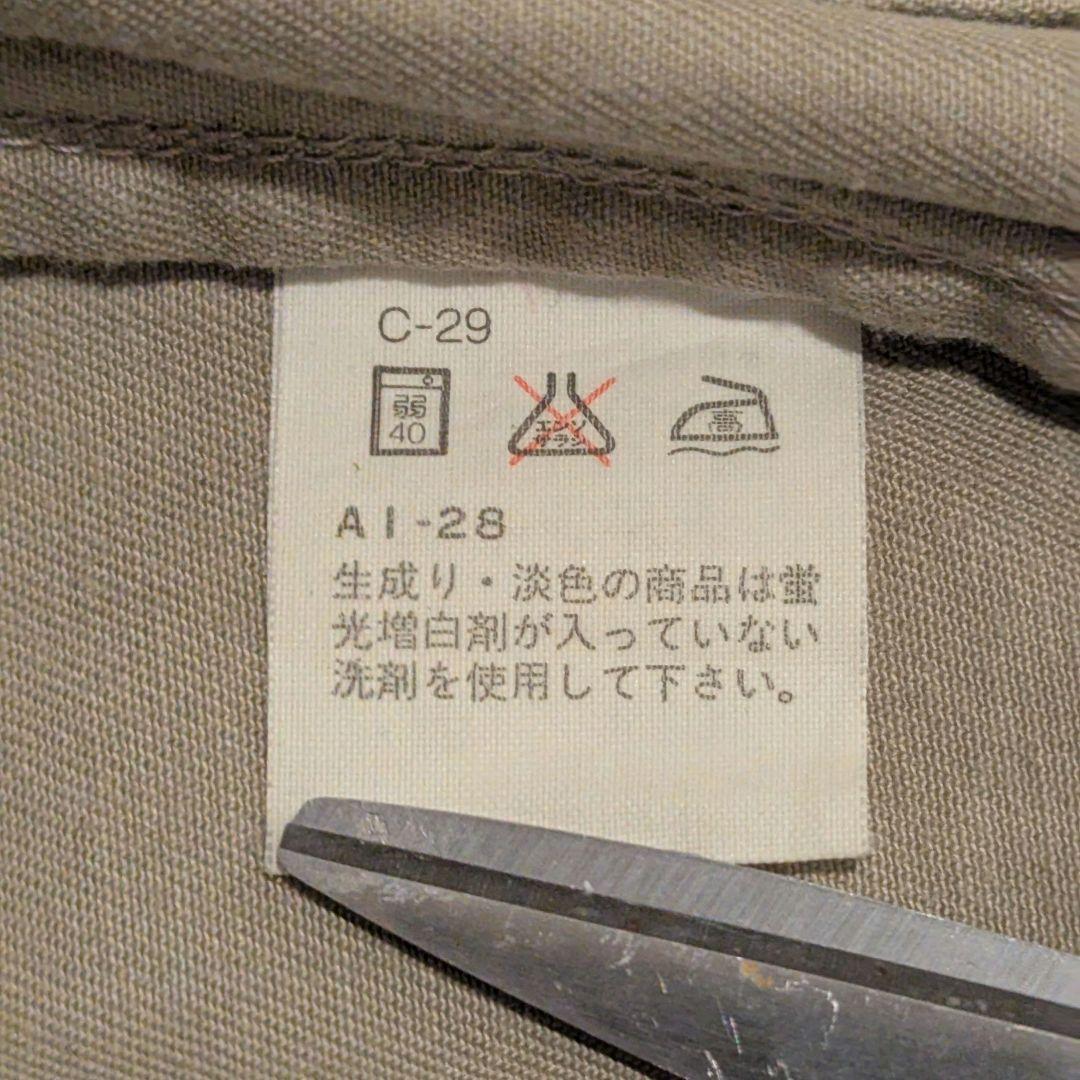 C-29
弱
40
エンソ
サラシ
高
A1-28
生成り・淡色の商品は蛍
光増白剤が入っていない
洗剤を使用して下さい。